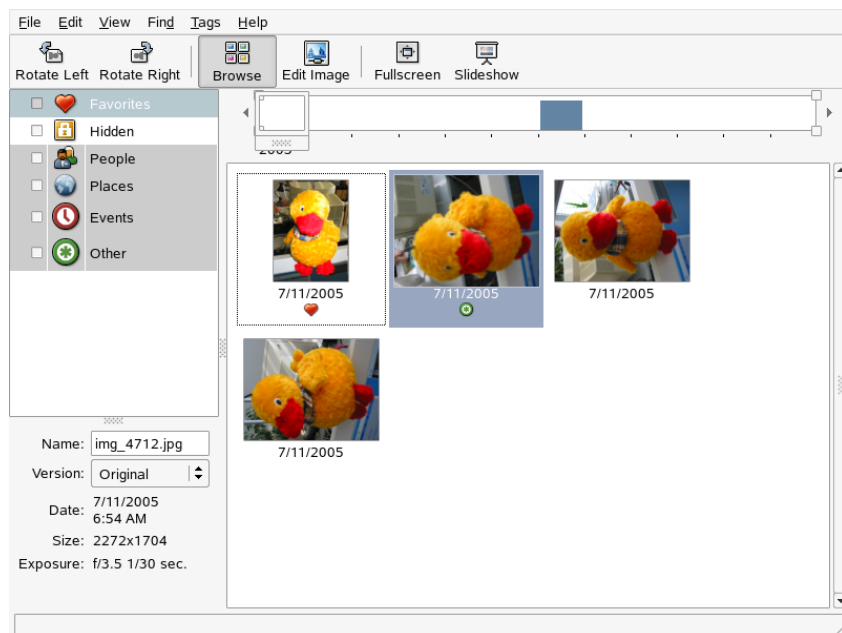 File Edit View Find Tags Help
Rotate Left Rotate Right Browse Edit Image Fullscreen Slideshow
Favorites
Hidden
People
Places
Events
Other
2005
7/11/2005 7/11/2005 7/11/2005
7/11/2005
Name: img_4712.jpg
Version: Original
Date: 7/11/2005
6:54 AM
Size: 2272x1704
Exposure: f/3.5 1/30 sec.